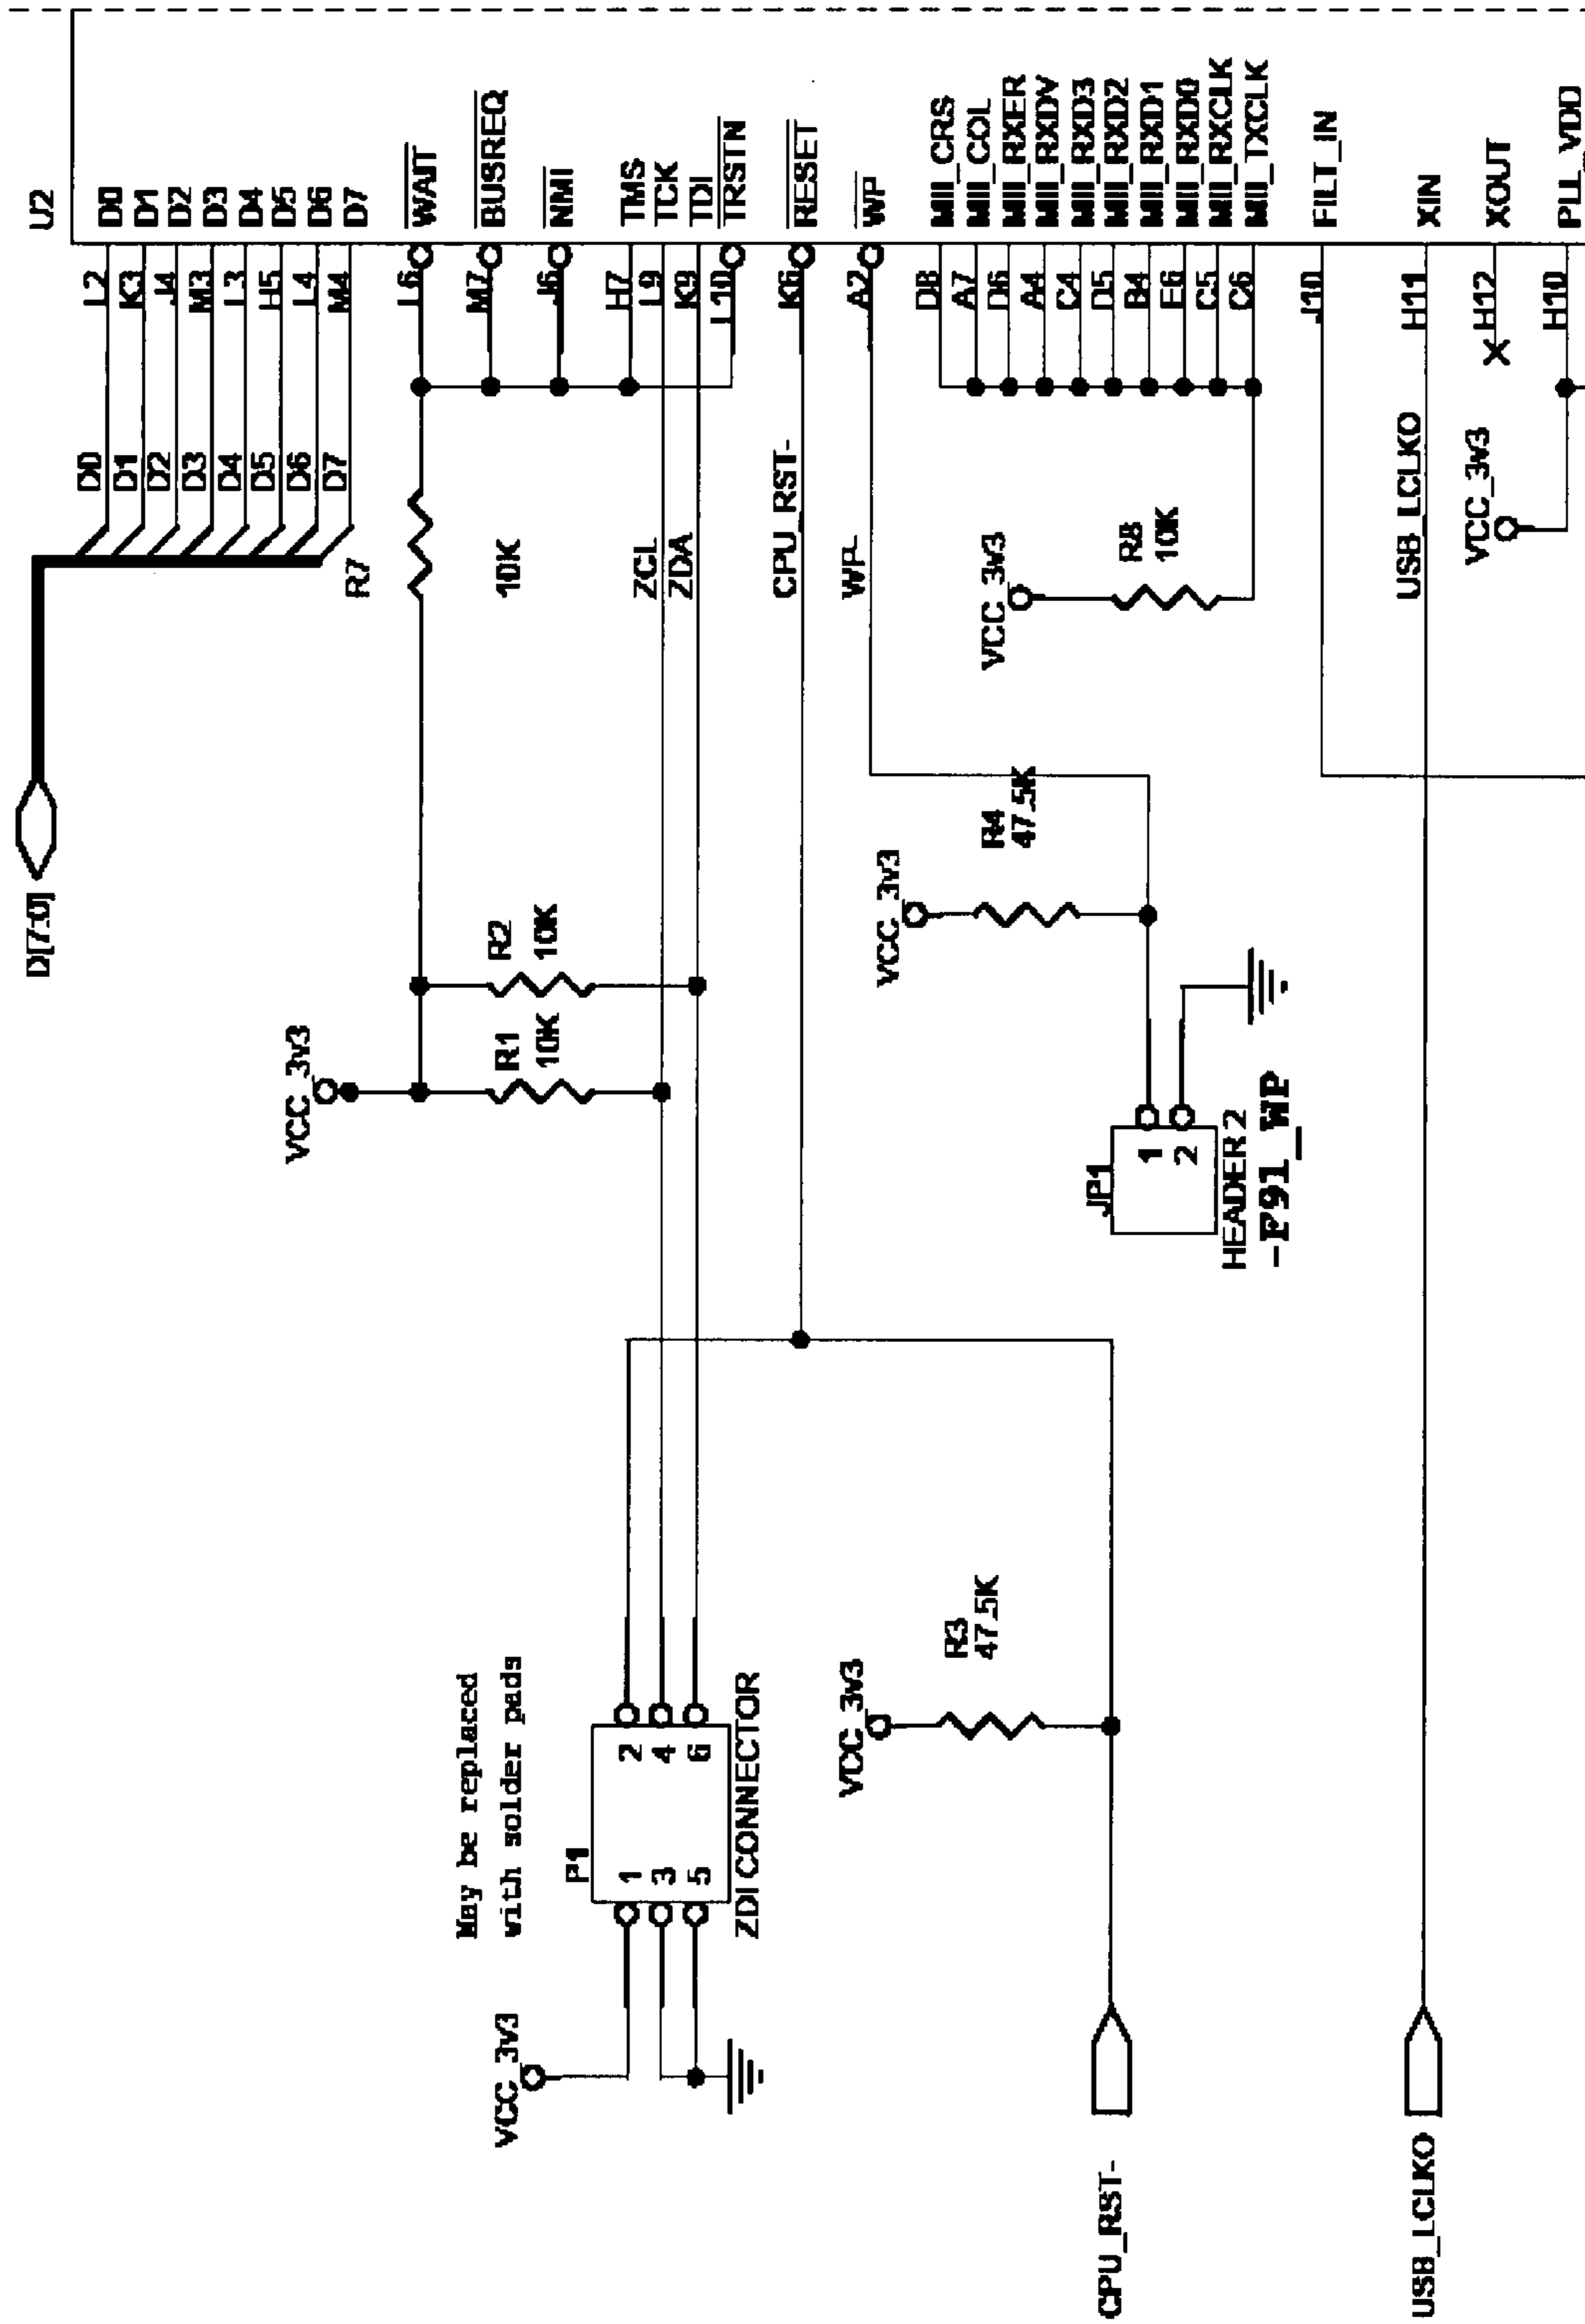 D[7:0]
U2
D0 L2 D0
D1 K3 D1
D2 J4 D2
D3 M3 D3
D4 L3 D4
D5 H5 D5
D6 L4 D6
D7 M4 D7
R7
10K
L6 WAIT
M7 BUSREQ
J6 NMI
H7 TMS
ZCL L9 TCK
ZDA K9 TDI
L10 TRSTN
CPU_RST- K6 RESET
WP- A2 WP
VCC_3v3
R1
10K
R2
10K
May be replaced
with solder pads
P1
1 2
3 4
5 6
ZDI CONNECTOR
VCC_3v3
VCC_3v3
R3
47.5K
VCC_3v3
R4
47.5K
JP1
1
2
HEADER 2
-F91_WP
D8 MII_CRS
A7 MII_COL
D6 MII_RXER
A4 MII_RXDV
C4 MII_RXD3
D5 MII_RXD2
B4 MII_RXD1
E6 MII_RXD0
C5 MII_RXCLK
C6 MII_TXCLK
VCC_3v3
R8
10K
J10 FILT_IN
CPU_RST-
USB_LCLKO
USB_LCLKO H11 XIN
H12 XOUT
VCC_3v3
H10 PLL_VDD